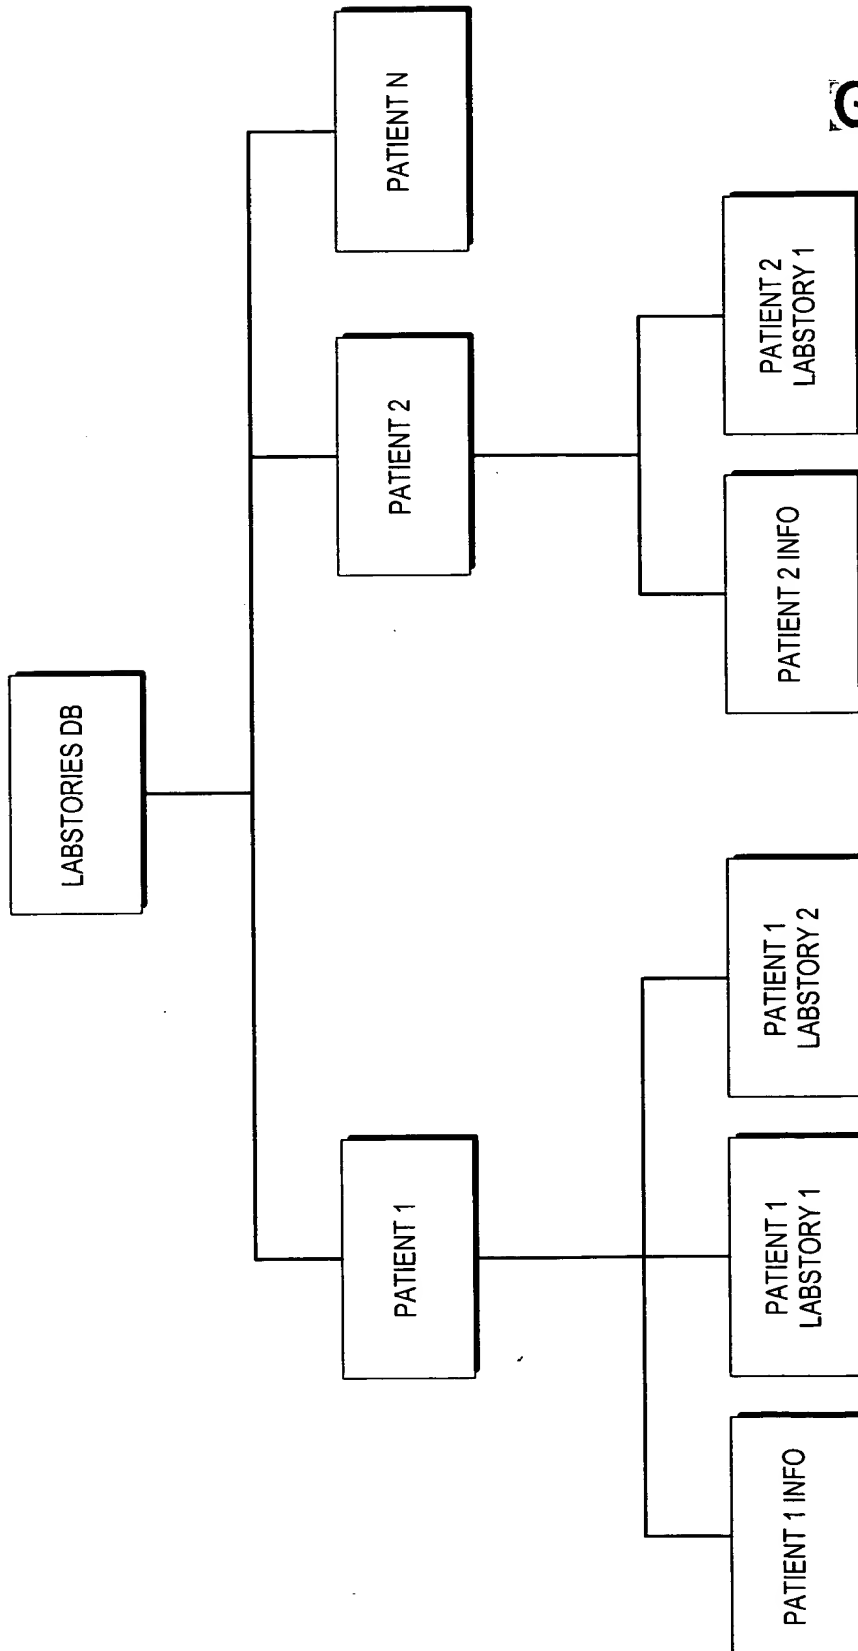 LABSTORIES DB
PATIENT 1
PATIENT 2
PATIENT N
PATIENT 1 INFO
PATIENT 1
LABSTORY 1
PATIENT 1
LABSTORY 2
PATIENT 2 INFO
PATIENT 2
LABSTORY 1